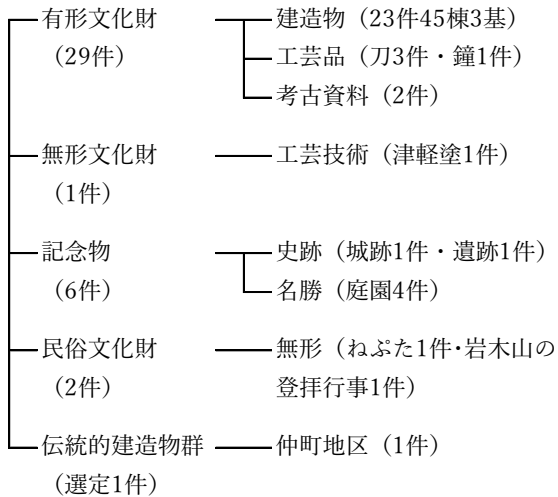 有形文化財 建造物（23件45棟3基）
（29件） 工芸品（刀3件・鐘1件）
考古資料（2件）
無形文化財 工芸技術（津軽塗1件）
（1件）
記念物 史跡（城跡1件・遺跡1件）
（6件） 名勝（庭園4件）
民俗文化財 無形（ねぷた1件・岩木山の
（2件） 登拝行事1件）
伝統的建造物群 仲町地区（1件）
（選定1件）